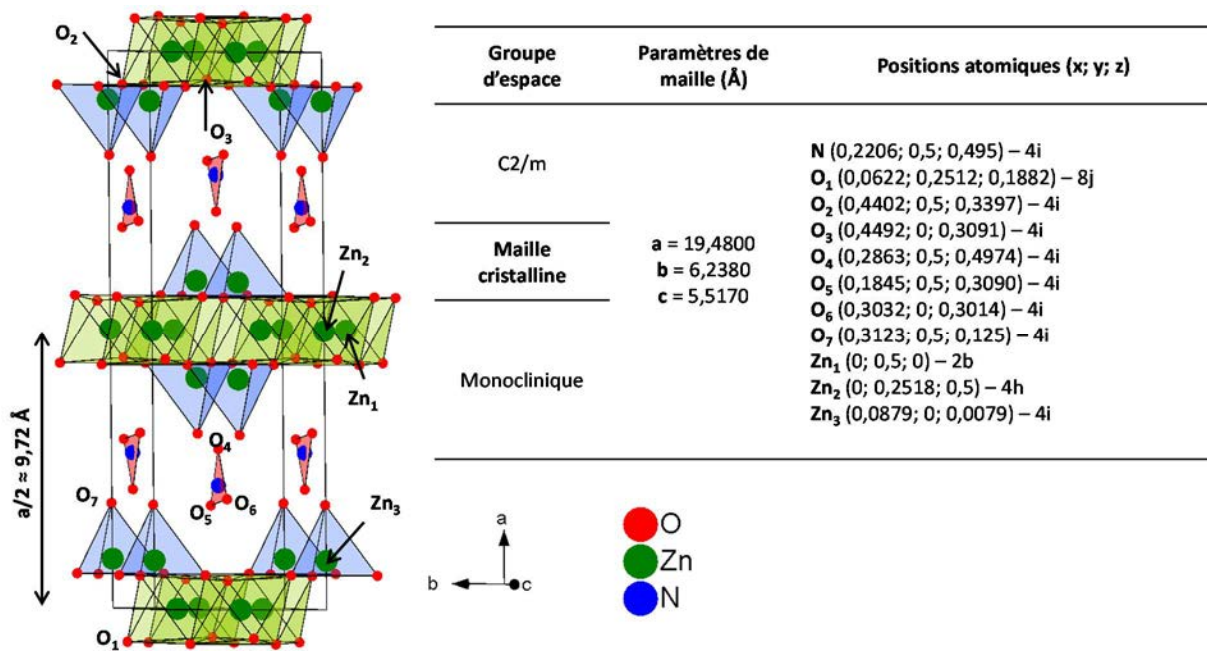 O2
O3
Zn2
Zn1
a/2 ≈ 9,72 Å
O4
O7
O6
O5
Zn3
O1
Groupe
d'espace
Paramètres de
maille (Å)
Positions atomiques (x; y; z)
C2/m
Maille
cristalline
Monoclinique
a = 19,4800
b = 6,2380
c = 5,5170
N (0,2206; 0,5; 0,495) – 4i
O1 (0,0622; 0,2512; 0,1882) – 8j
O2 (0,4402; 0,5; 0,3397) – 4i
O3 (0,4492; 0; 0,3091) – 4i
O4 (0,2863; 0,5; 0,4974) – 4i
O5 (0,1845; 0,5; 0,3090) – 4i
O6 (0,3032; 0; 0,3014) – 4i
O7 (0,3123; 0,5; 0,125) – 4i
Zn1 (0; 0,5; 0) – 2b
Zn2 (0; 0,2518; 0,5) – 4h
Zn3 (0,0879; 0; 0,0079) – 4i
a
b
c
O
Zn
N